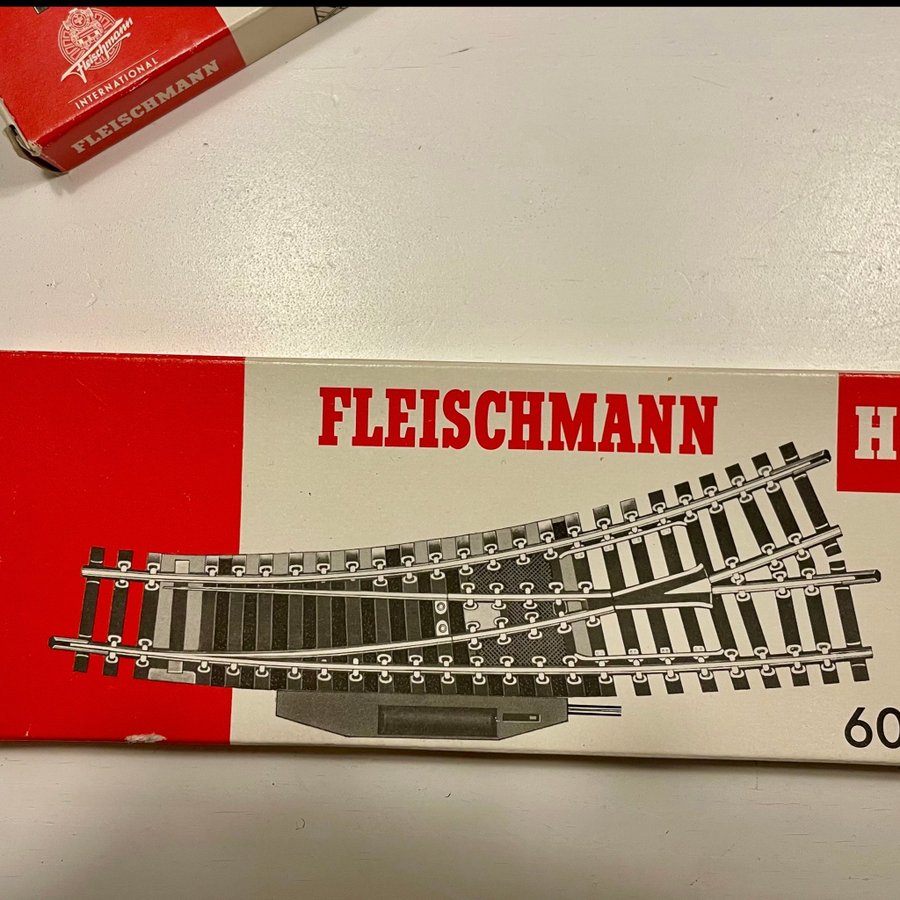 Fleischmann
INTERNATIONAL
FLEISCHMANN
FLEISCHMANN
H
60